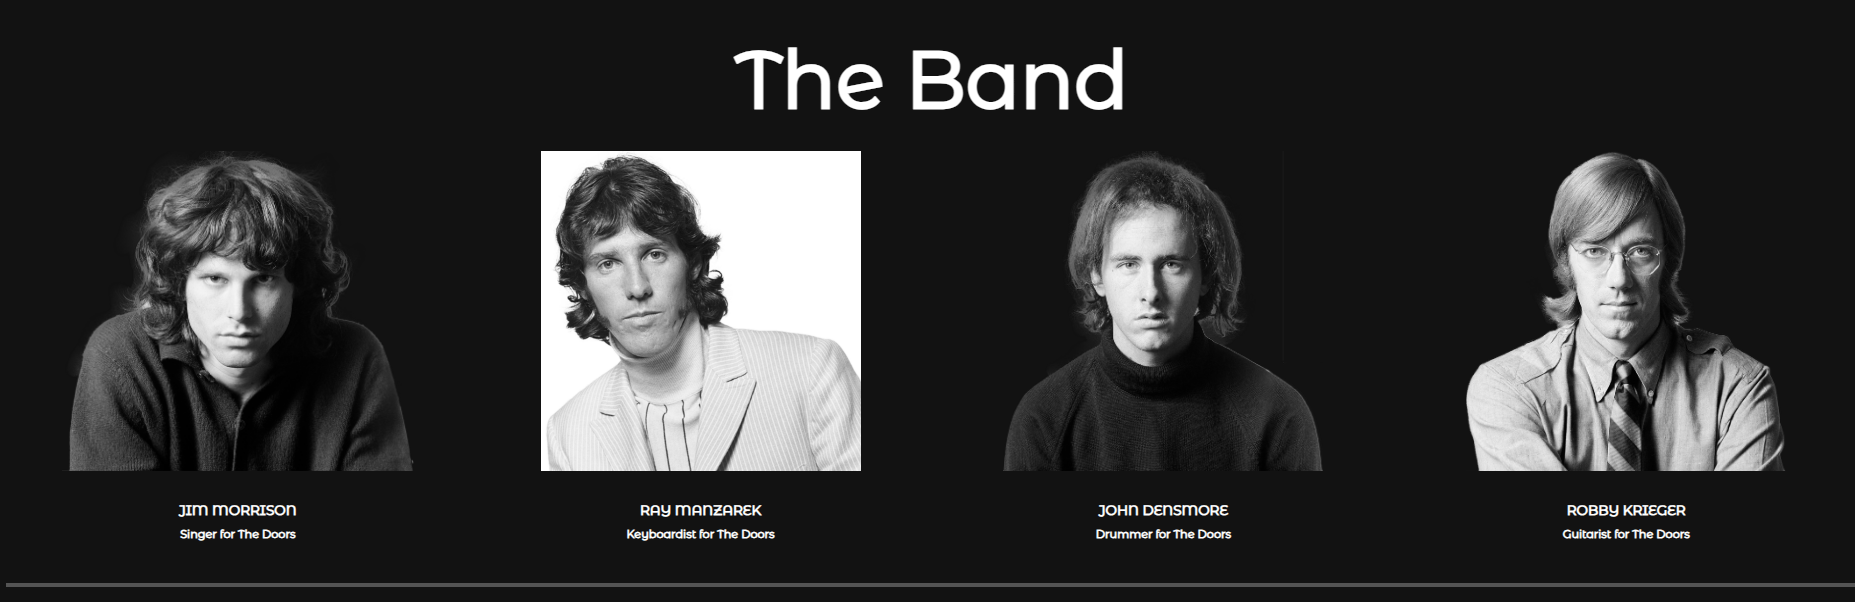 The Band
JIM MORRISON
Singer for The Doors
RAY MANZAREK
Keyboardist for The Doors
JOHN DENSMORE
Drummer for The Doors
ROBBY KRIEGER
Guitarist for The Doors